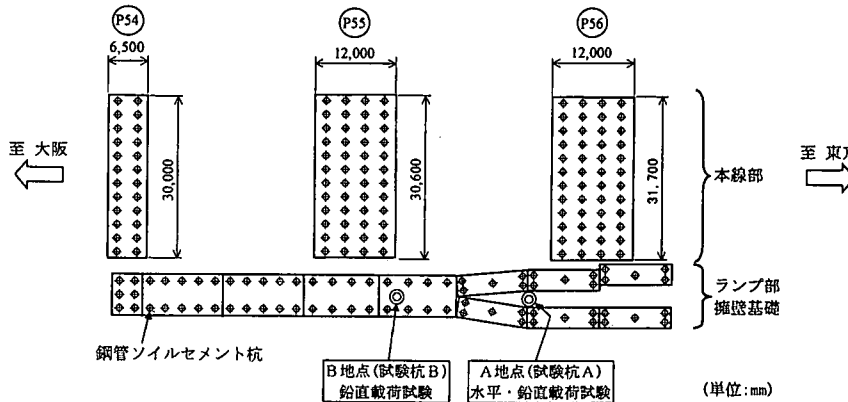 P54
P55
P56
6,500
12,000
12,000
至 大阪
30,000
30,600
31.700
本線部
至 東京
ランプ部
擁壁基礎
鋼管ソイルセメント杭
B地点(試験杭B)
鉛直載荷試験
A地点(試験杭A)
水平・鉛直載荷試験
(単位:mm)